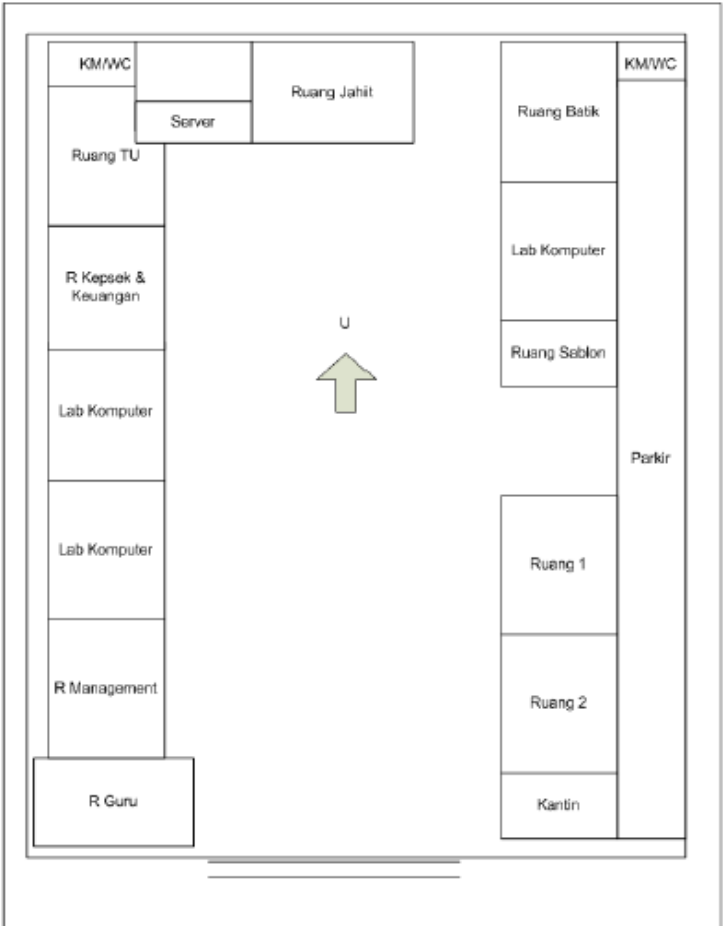 KM/WC
Ruang Jahit
Server
Ruang TU
R Kepsek &
Keuangan
Lab Komputer
Lab Komputer
R Management
R Guru
U
KM/WC
Ruang Batik
Lab Komputer
Ruang Sablon
Parkir
Ruang 1
Ruang 2
Kantin